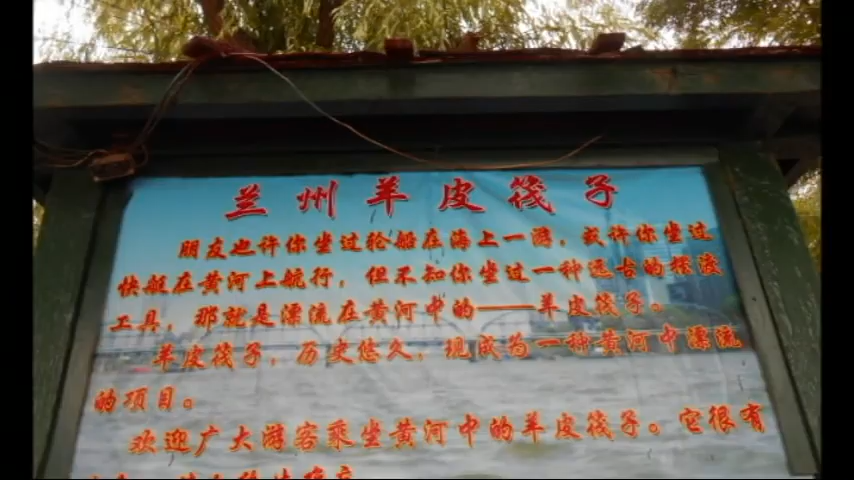 兰州羊皮筏子
朋友也许你坐过轮船在海上一游，或许你坐过
快艇在黄河上航行，但不知你坐过一种远古的摆渡
工具，那就是漂流在黄河中的——羊皮筏子。
羊皮筏子，历史悠久，现成为一种黄河中漂流
的项目。
欢迎广大游客乘坐黄河中的羊皮筏子。它很有